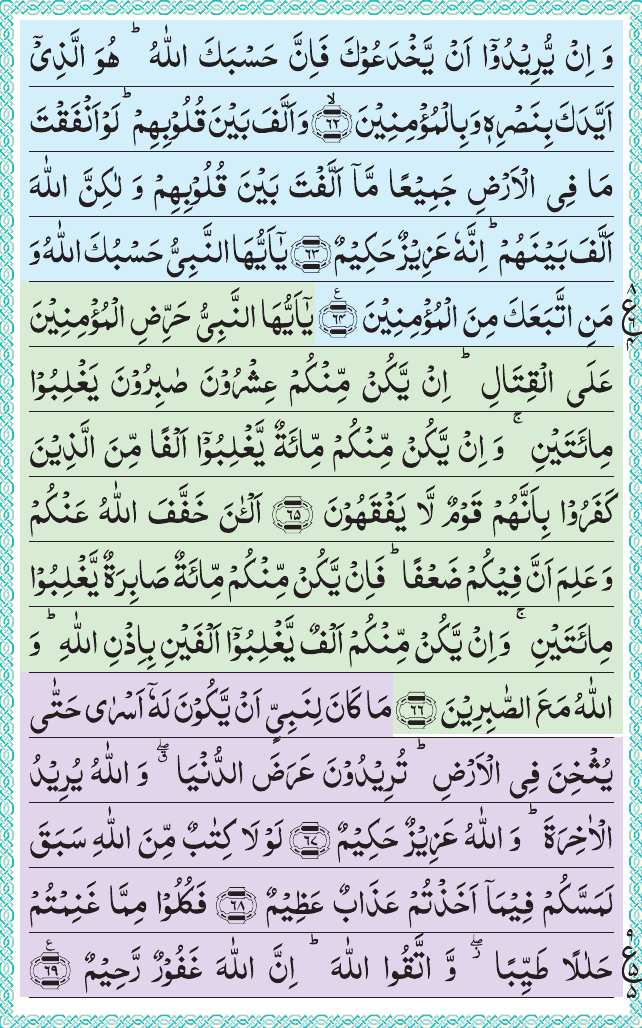 وَ اِنْ يُّرِيْدُوْۤا اَنْ يَّخْدَعُوْكَ فَاِنَّ حَسْبَكَ اللّٰهُ ؕ هُوَ الَّذِيْۤ
اَيَّدَكَ بِنَصْرِهٖ وَبِالْمُؤْمِنِيْنَ ۙ﴿۶۲﴾ وَاَلَّفَ بَيْنَ قُلُوْبِهِمْ ؕ لَوْ اَنْفَقْتَ
مَا فِي الْاَرْضِ جَمِيْعًا مَّاۤ اَلَّفْتَ بَيْنَ قُلُوْبِهِمْ وَ لٰكِنَّ اللّٰهَ
اَلَّفَ بَيْنَهُمْ ؕ اِنَّهٗ عَزِيْزٌ حَكِيْمٌ ﴿۶۳﴾ يٰۤاَيُّهَا النَّبِيُّ حَسْبُكَ اللّٰهُ وَ
مَنِ اتَّبَعَكَ مِنَ الْمُؤْمِنِيْنَ ﴿۶۴﴾ع يٰۤاَيُّهَا النَّبِيُّ حَرِّضِ الْمُؤْمِنِيْنَ
عَلَى الْقِتَالِ ؕ اِنْ يَّكُنْ مِّنْكُمْ عِشْرُوْنَ صٰبِرُوْنَ يَغْلِبُوْا
مِائَتَيْنِ ۚ وَ اِنْ يَّكُنْ مِّنْكُمْ مِّائَةٌ يَّغْلِبُوْۤا اَلْفًا مِّنَ الَّذِيْنَ
كَفَرُوْا بِاَنَّهُمْ قَوْمٌ لَّا يَفْقَهُوْنَ ﴿۶۵﴾ اَلْـٰٔنَ خَفَّفَ اللّٰهُ عَنْكُمْ
وَ عَلِمَ اَنَّ فِيْكُمْ ضَعْفًا ؕ فَاِنْ يَّكُنْ مِّنْكُمْ مِّائَةٌ صَابِرَةٌ يَّغْلِبُوْا
مِائَتَيْنِ ۚ وَ اِنْ يَّكُنْ مِّنْكُمْ اَلْفٌ يَّغْلِبُوْۤا اَلْفَيْنِ بِاِذْنِ اللّٰهِ ؕ وَ
اللّٰهُ مَعَ الصّٰبِرِيْنَ ﴿۶۶﴾ مَا كَانَ لِنَبِيٍّ اَنْ يَّكُوْنَ لَهٗۤ اَسْرٰى حَتّٰى
يُثْخِنَ فِي الْاَرْضِ ؕ تُرِيْدُوْنَ عَرَضَ الدُّنْيَا ۖۗ وَ اللّٰهُ يُرِيْدُ
الْاٰخِرَةَ ؕ وَ اللّٰهُ عَزِيْزٌ حَكِيْمٌ ﴿۶۷﴾ لَوْ لَا كِتٰبٌ مِّنَ اللّٰهِ سَبَقَ
لَمَسَّكُمْ فِيْمَاۤ اَخَذْتُمْ عَذَابٌ عَظِيْمٌ ﴿۶۸﴾ فَكُلُوْا مِمَّا غَنِمْتُمْ
حَلٰلًا طَيِّبًا ۖؗ وَّ اتَّقُوا اللّٰهَ ؕ اِنَّ اللّٰهَ غَفُوْرٌ رَّحِيْمٌ ﴿۶۹﴾ع